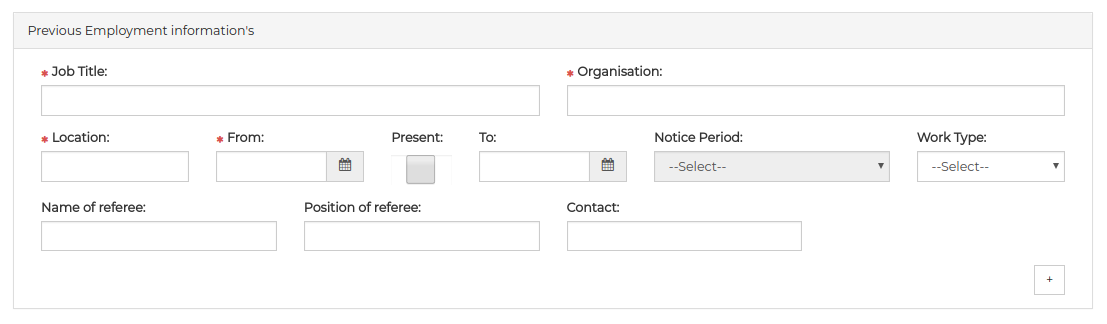 Previous Employment information's
* Job Title: * Organisation:
* Location: * From: Present: To: Notice Period: Work Type:
--Select-- --Select--
Name of referee: Position of referee: Contact:
+